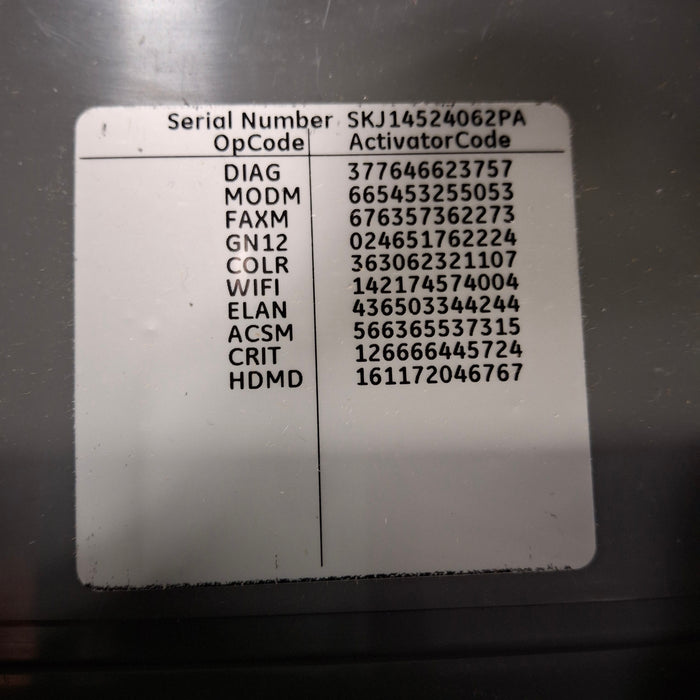 Serial Number SKJ14524062PA
OpCode ActivatorCode
DIAG 377646623757
MODM 665453255053
FAXM 676357362273
GN12 024651762224
COLR 363062321107
WIFI 142174574004
ELAN 436503344244
ACSM 566365537315
CRIT 126666445724
HDMD 161172046767